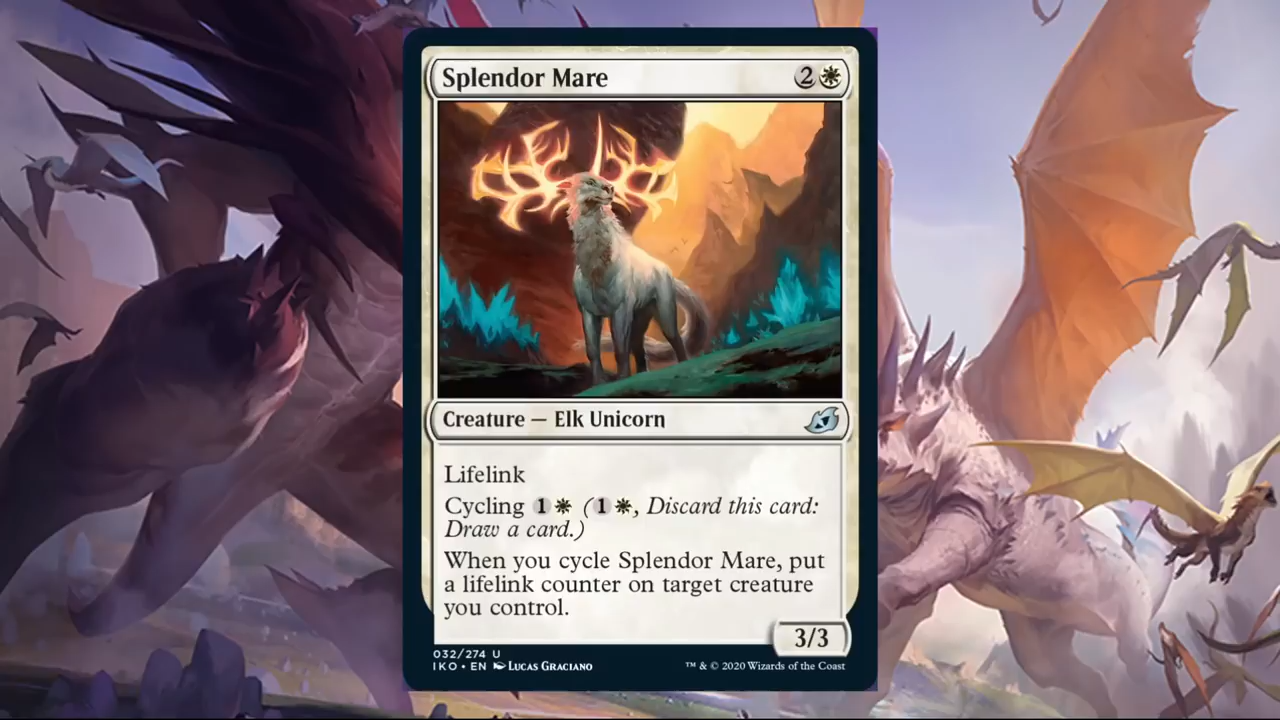 Splendor Mare 2
Creature — Elk Unicorn
Lifelink
Cycling 1 (1, Discard this card:
Draw a card.)
When you cycle Splendor Mare, put
a lifelink counter on target creature
you control.
3/3
032/274 U
IKO • EN Lucas Graciano
™ & © 2020 Wizards of the Coast